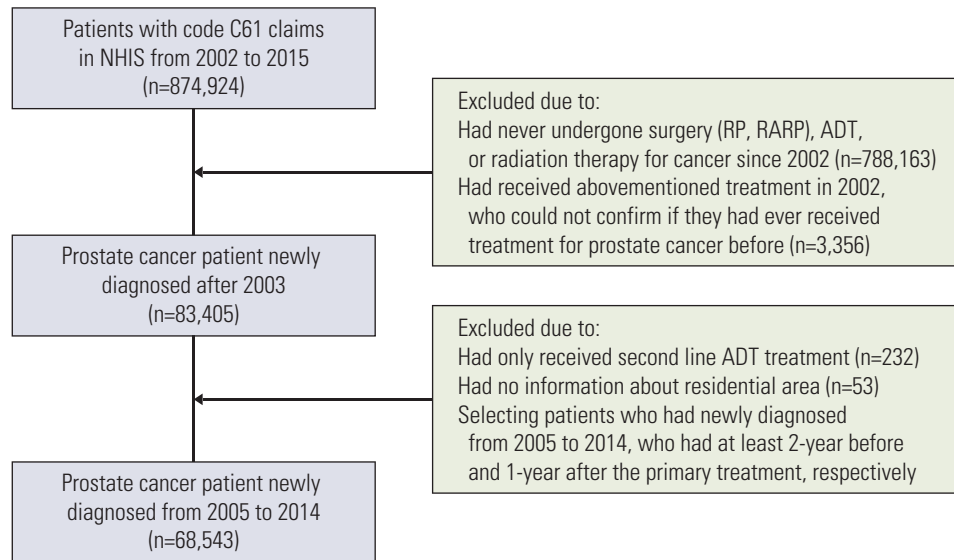 Patients with code C61 claims
in NHIS from 2002 to 2015
(n=874,924)
Excluded due to:
Had never undergone surgery (RP, RARP), ADT,
or radiation therapy for cancer since 2002 (n=788,163)
Had received abovementioned treatment in 2002,
who could not confirm if they had ever received
treatment for prostate cancer before (n=3,356)
Prostate cancer patient newly
diagnosed after 2003
(n=83,405)
Excluded due to:
Had only received second line ADT treatment (n=232)
Had no information about residential area (n=53)
Selecting patients who had newly diagnosed
from 2005 to 2014, who had at least 2-year before
and 1-year after the primary treatment, respectively
Prostate cancer patient newly
diagnosed from 2005 to 2014
(n=68,543)